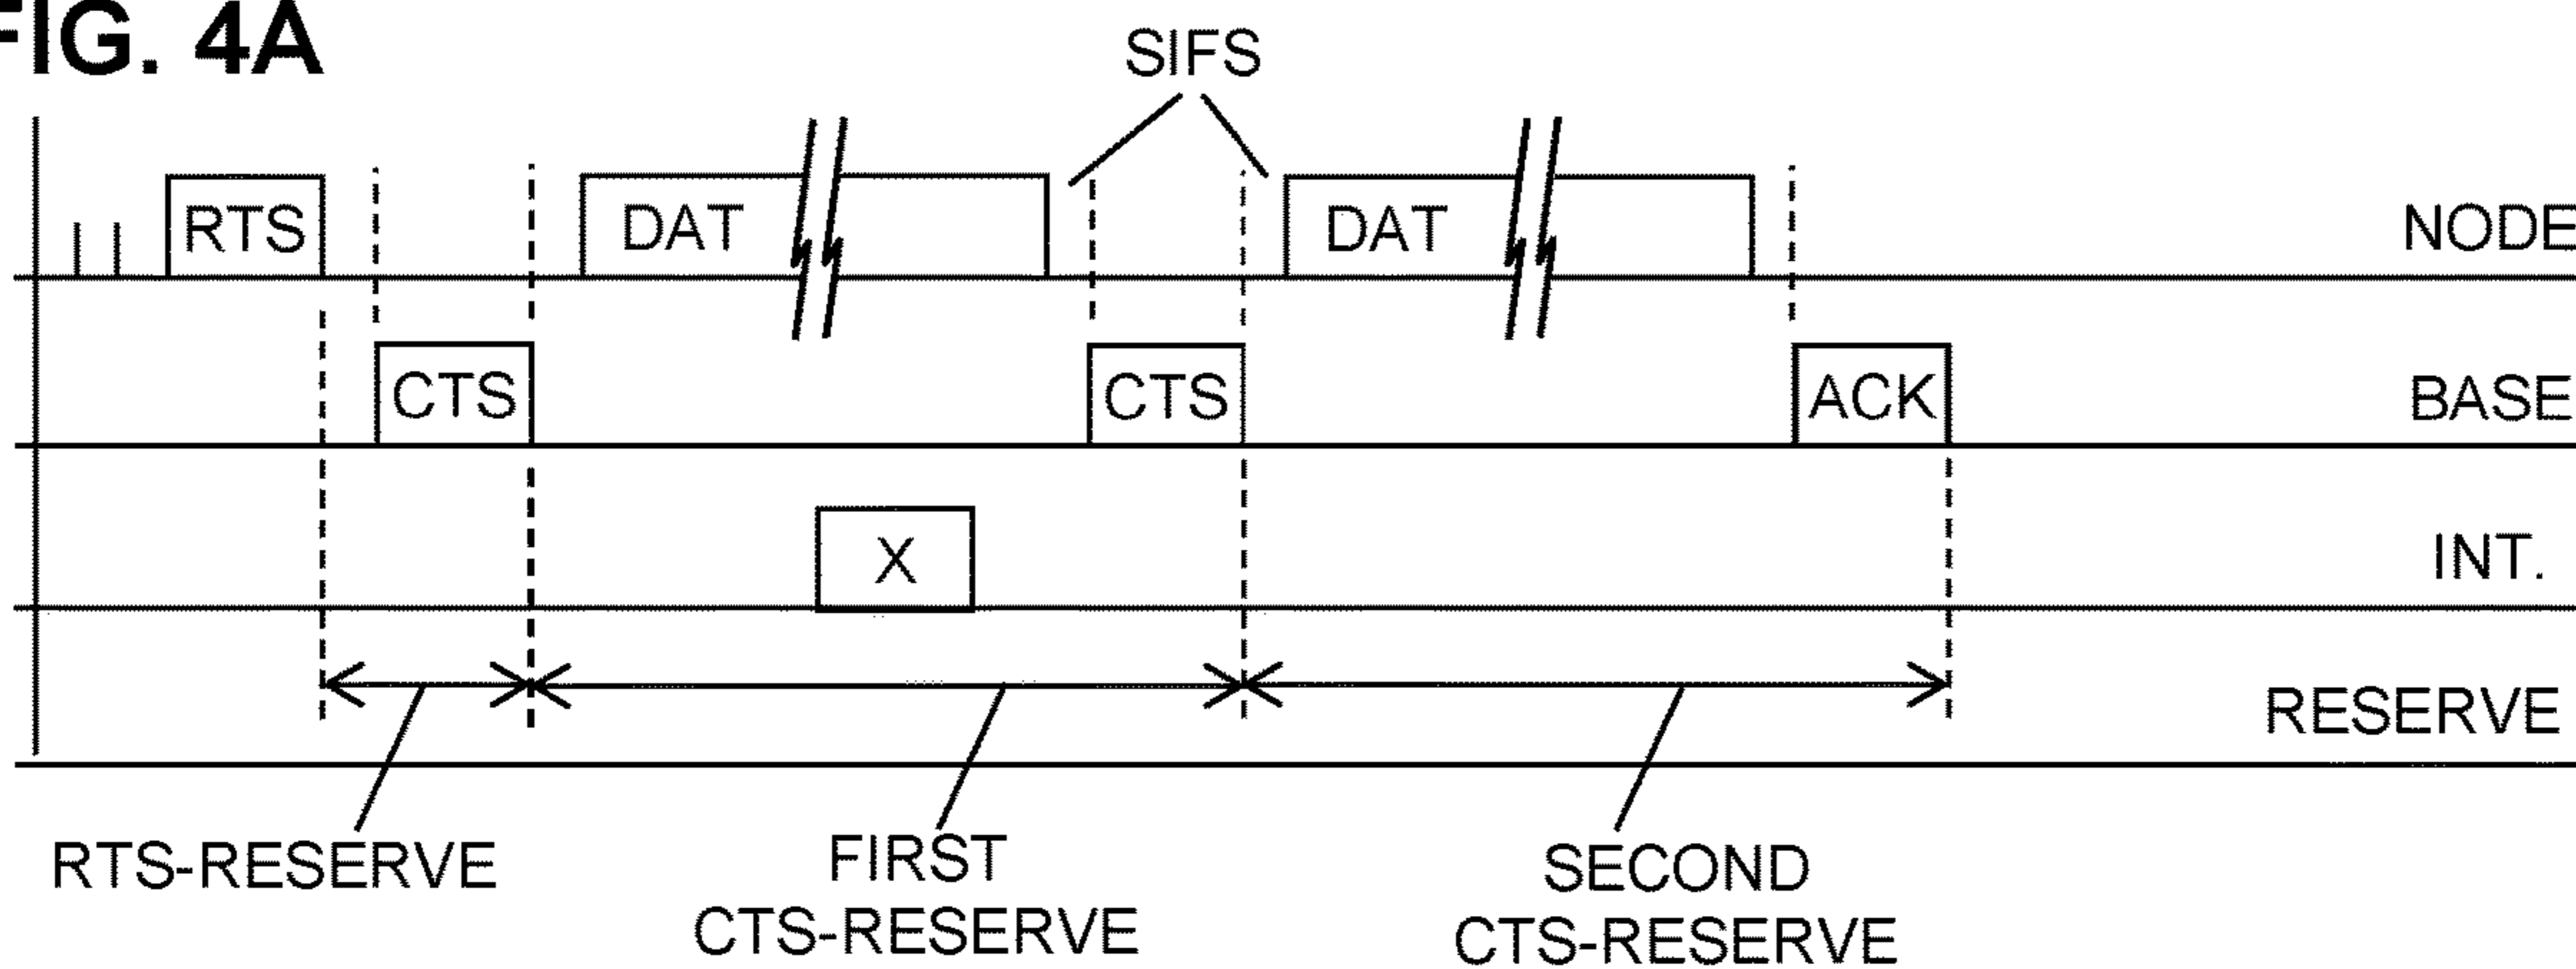 FIG. 4A
SIFS
RTS
DAT
DAT
NODE
CTS
CTS
ACK
BASE
X
INT.
RESERVE
RTS-RESERVE
FIRST
CTS-RESERVE
SECOND
CTS-RESERVE